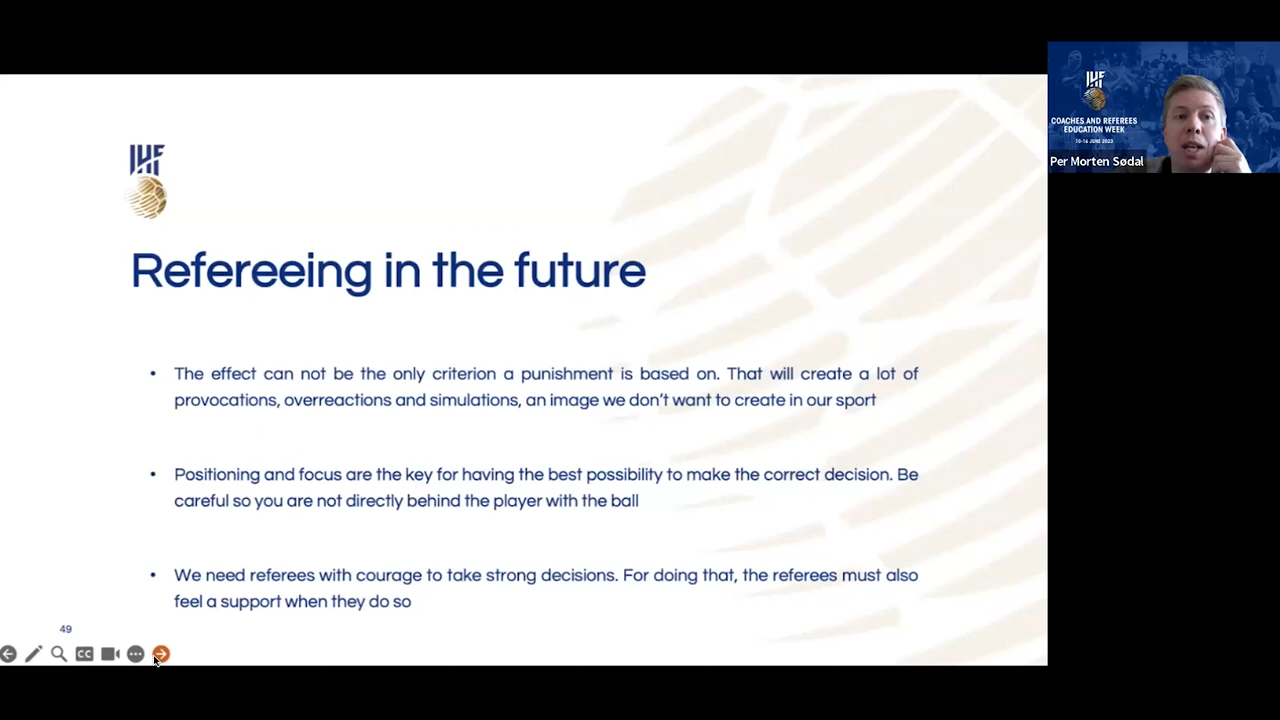 IHF
Refereeing in the future
• The effect can not be the only criterion a punishment is based on. That will create a lot of
provocations, overreactions and simulations, an image we don't want to create in our sport
• Positioning and focus are the key for having the best possibility to make the correct decision. Be
careful so you are not directly behind the player with the ball
• We need referees with courage to take strong decisions. For doing that, the referees must also
feel a support when they do so
49
CC
IHF
COACHES AND REFEREES
EDUCATION WEEK
10-16 JUNE 2023
Per Morten Sødal